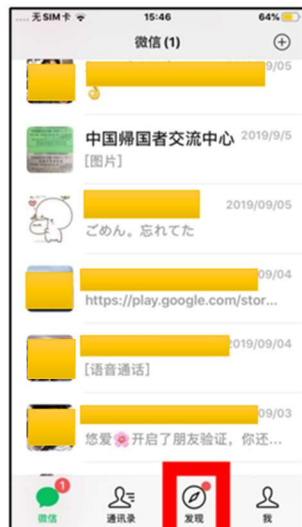 无SIM卡 15:46 64%
微信(1)
9/05
中国帰国者交流中心 2019/9/5
[图片]
2019/09/05
ごめん。忘れてた
09/04
https://play.google.com/stor...
2019/09/04
[语音通话]
09/03
悠爱🌸开启了朋友验证，你还...
1
微信 通讯录 发现 我